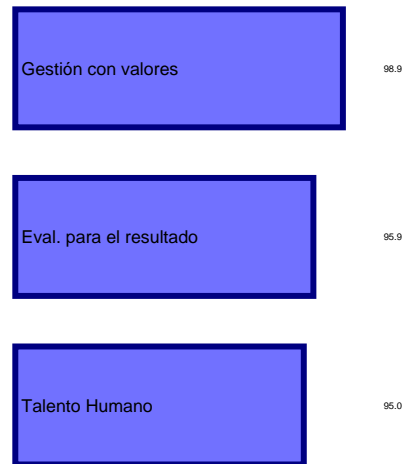 Gestión con valores 98.9
Eval. para el resultado 95.9
Talento Humano 95.0